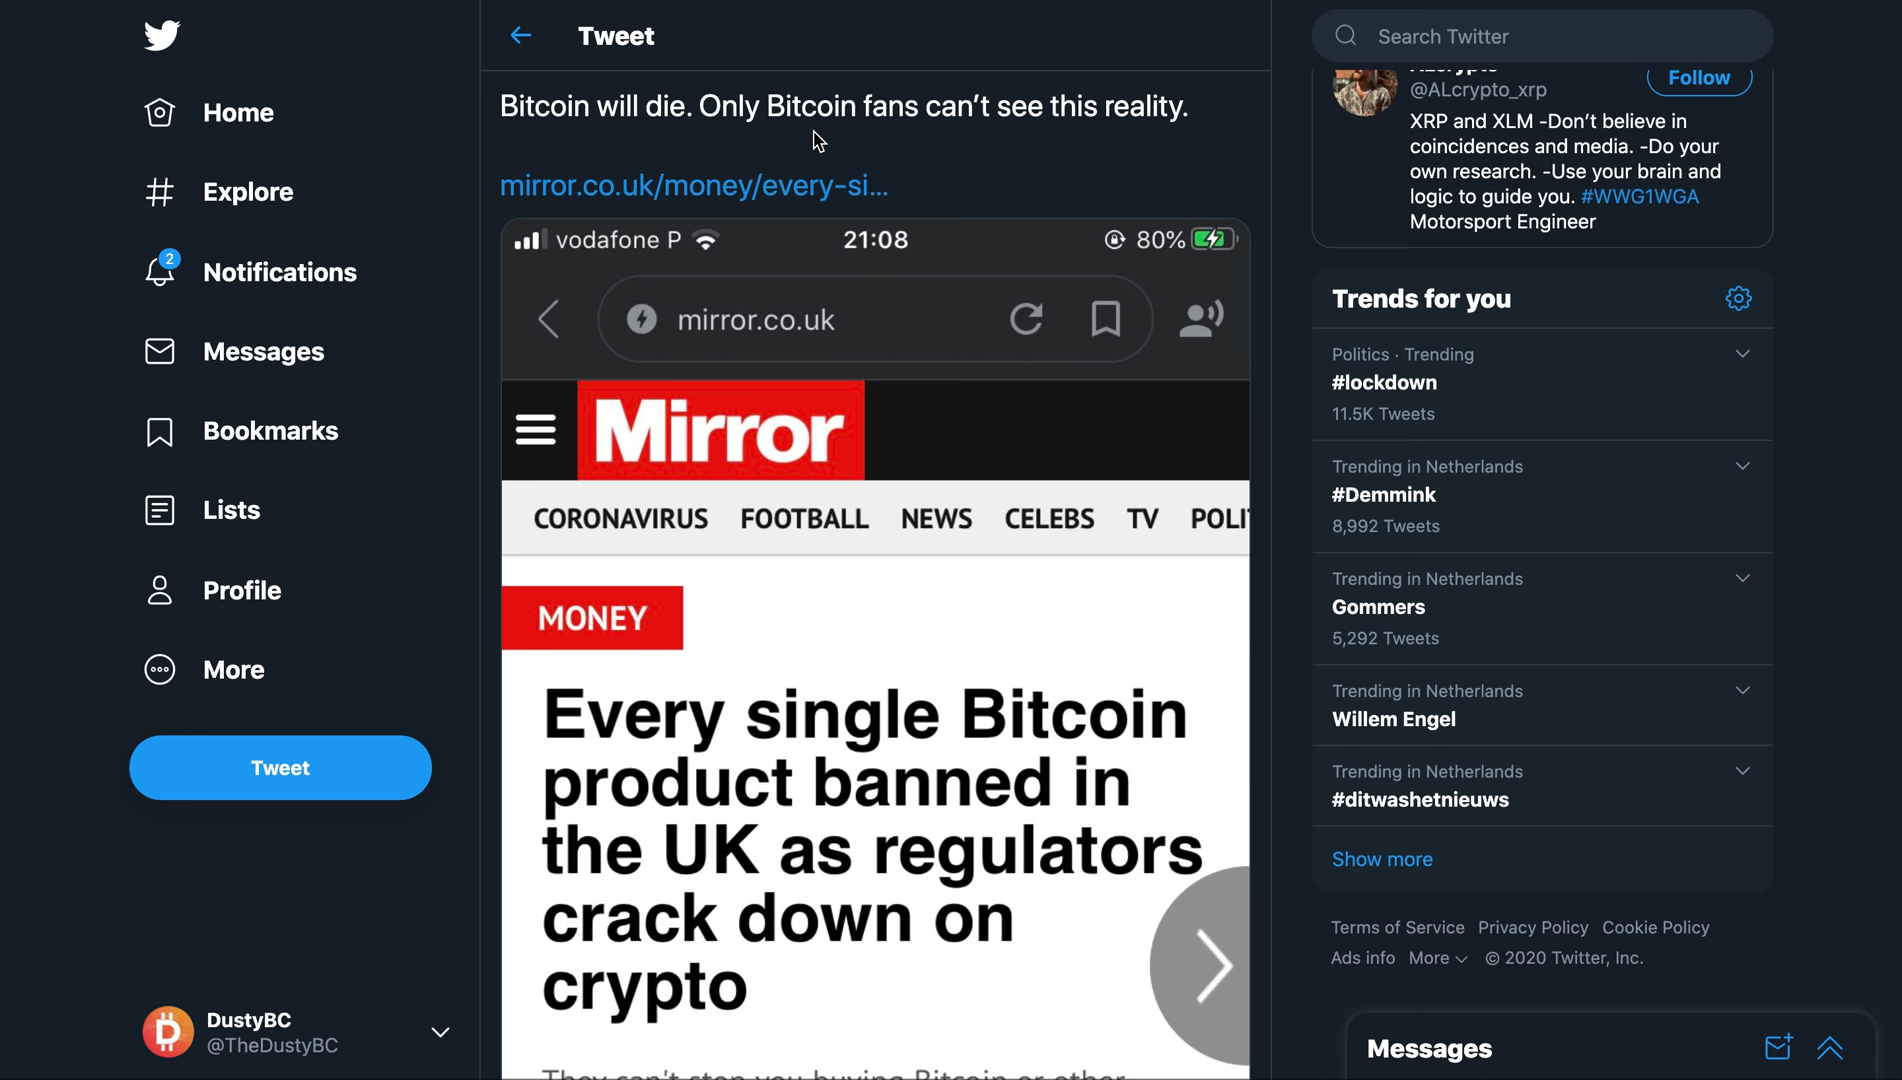 Home
Explore
2
Notifications
Messages
Bookmarks
Lists
Profile
More
Tweet
DustyBC
@TheDustyBC
Tweet
Bitcoin will die. Only Bitcoin fans can’t see this reality.
mirror.co.uk/money/every-si...
vodafone P
21:08
80%
mirror.co.uk
Mirror
CORONAVIRUS FOOTBALL NEWS CELEBS TV POLI
MONEY
Every single Bitcoin
product banned in
the UK as regulators
crack down on
crypto
They can't stop you buying Bitcoin or other
Search Twitter
@ALcrypto_xrp
Follow
XRP and XLM -Don’t believe in
coincidences and media. -Do your
own research. -Use your brain and
logic to guide you. #WWG1WGA
Motorsport Engineer
Trends for you
Politics · Trending
#lockdown
11.5K Tweets
Trending in Netherlands
#Demmink
8,992 Tweets
Trending in Netherlands
Gommers
5,292 Tweets
Trending in Netherlands
Willem Engel
Trending in Netherlands
#ditwashetnieuws
Show more
Terms of Service Privacy Policy Cookie Policy
Ads info More © 2020 Twitter, Inc.
Messages